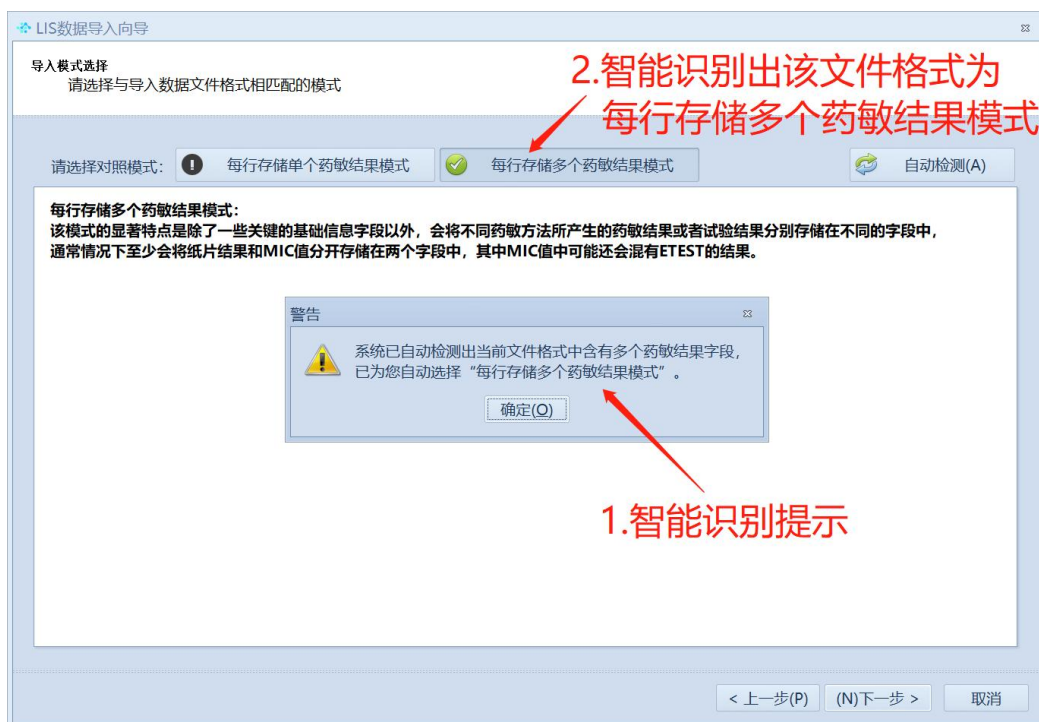 LIS数据导入向导
导入模式选择
请选择与导入数据文件格式相匹配的模式
2.智能识别出该文件格式为
每行存储多个药敏结果模式
请选择对照模式：
每行存储单个药敏结果模式
每行存储多个药敏结果模式
自动检测(A)
每行存储多个药敏结果模式：
该模式的显著特点是除了一些关键的基础信息字段以外，会将不同药敏方法所产生的药敏结果或者试验结果分别存储在不同的字段中，
通常情况下至少会将纸片结果和MIC值分开存储在两个字段中，其中MIC值中可能还会混有ETEST的结果。
警告
系统已自动检测出当前文件格式中含有多个药敏结果字段，
已为您自动选择“每行存储多个药敏结果模式”。
确定(O)
1.智能识别提示
< 上一步(P)
(N)下一步 >
取消